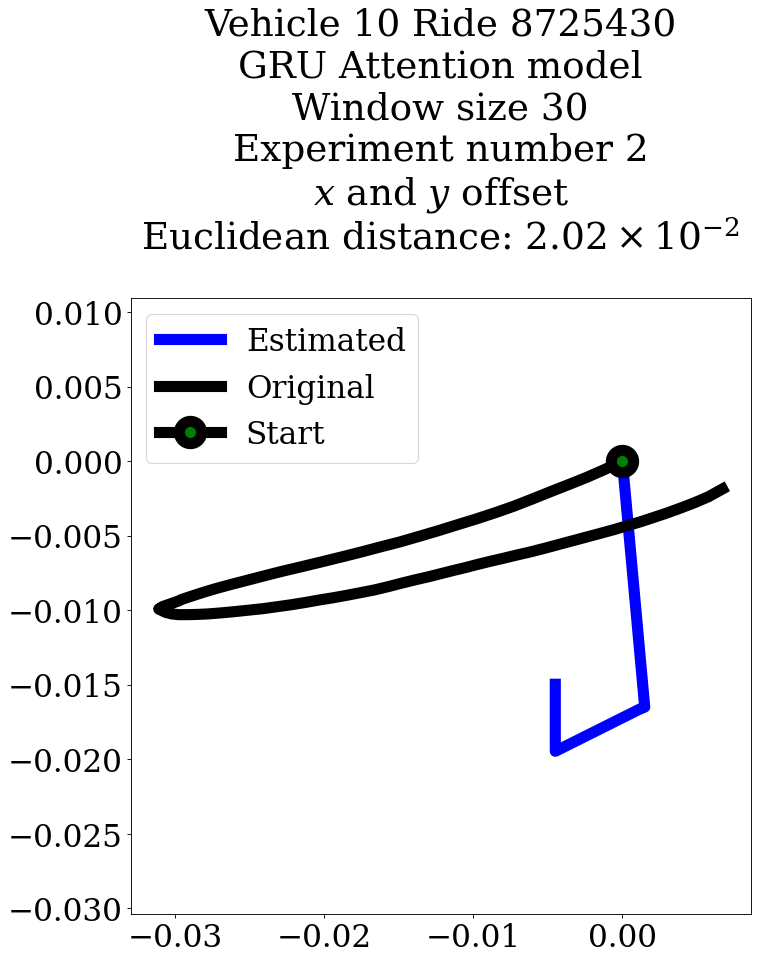 Vehicle 10 Ride 8725430
GRU Attention model
Window size 30
Experiment number 2
x and y offset
Euclidean distance: 2.02 × 10⁻²
Estimated
Original
Start
0.010
0.005
0.000
−0.005
−0.010
−0.015
−0.020
−0.025
−0.030
−0.03 −0.02 −0.01 0.00